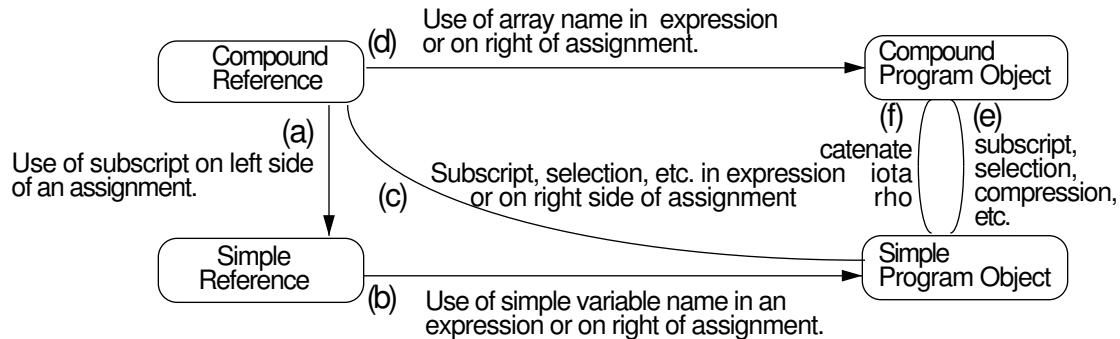 (d)
Use of array name in expression
or on right of assignment.
Compound
Reference
Compound
Program Object
(a)
Use of subscript on left side
of an assignment.
(c)
Subscript, selection, etc. in expression
or on right side of assignment
(f)
catenate
iota
rho
(e)
subscript,
selection,
compression,
etc.
Simple
Reference
Simple
Program Object
(b)
Use of simple variable name in an
expression or on right of assignment.